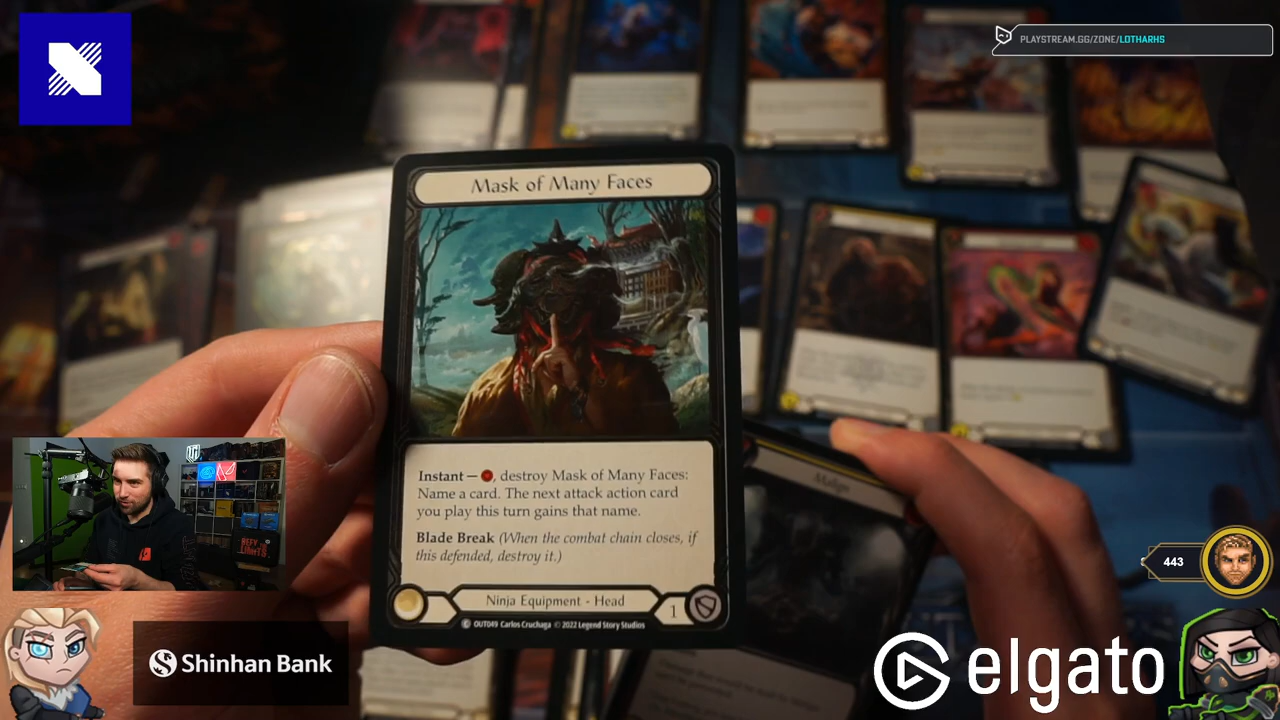 PLAYSTREAM.GG/ZONE/LOTHARHS
Mask of Many Faces
Instant — , destroy Mask of Many Faces:
Name a card. The next attack action card
you play this turn gains that name.
Blade Break (When the combat chain closes, if
this defended, destroy it.)
Ninja Equipment - Head
1
© OUT049 Carlos Cruchaga © 2022 Legend Story Studios
443
Shinhan Bank
elgato